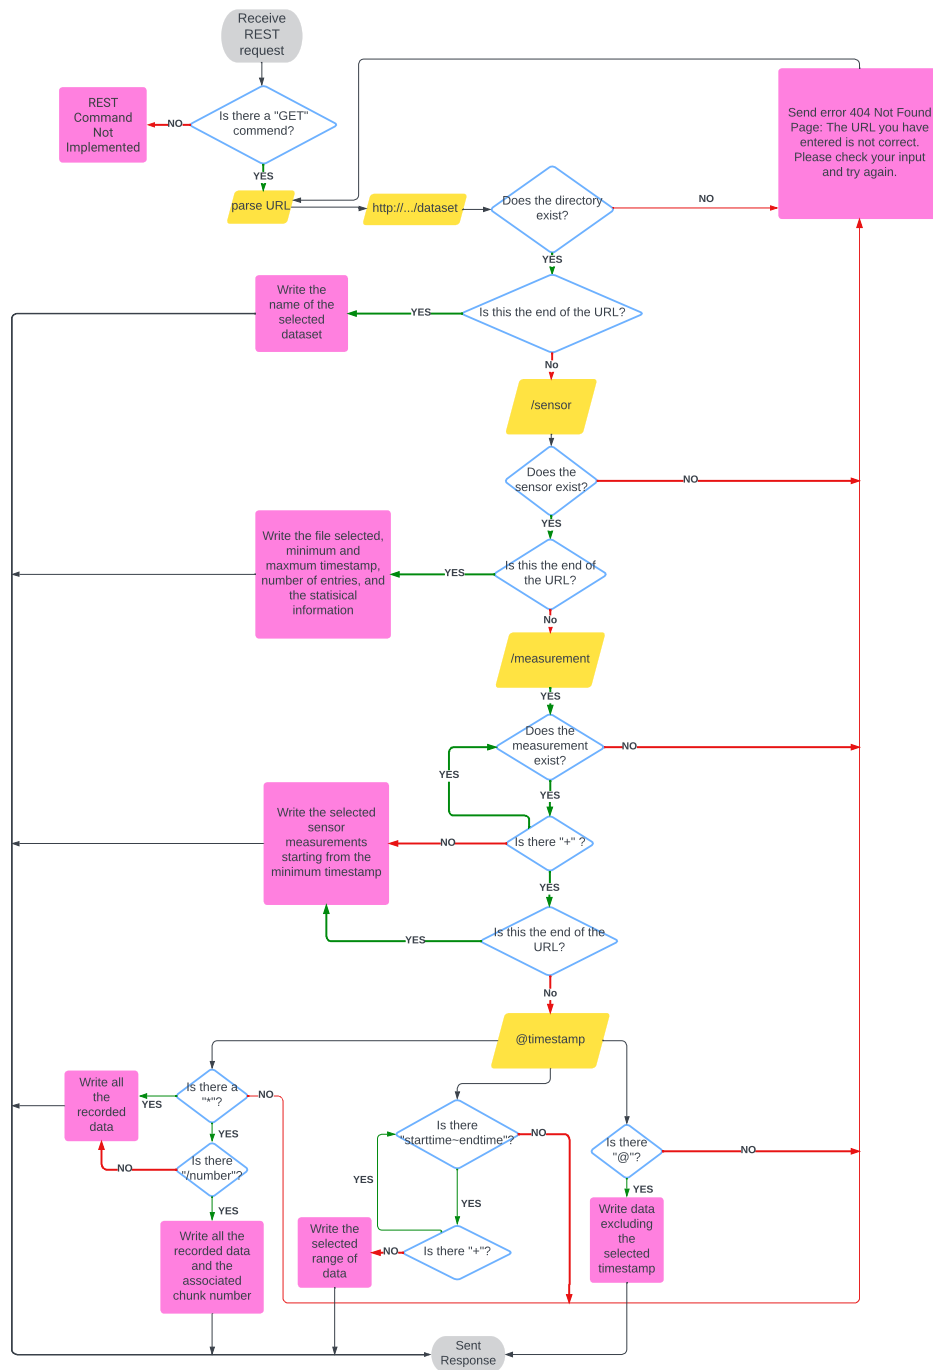 Receive
REST
request
REST
Command
Not
Implemented
NO
Is there a "GET"
commend?
YES
Send error 404 Not Found
Page: The URL you have
entered is not correct.
Please check your input
and try again.
parse URL
http://.../dataset
Does the directory
exist?
NO
YES
Write the
name of the
selected
dataset
YES
Is this the end of the URL?
No
/sensor
Does the
sensor exist?
NO
YES
Write the file selected,
minimum and
maxmum timestamp,
number of entries, and
the statisical
information
YES
Is this the end of
the URL?
No
/measurement
YES
Does the
measurement
exist?
NO
YES
YES
Write the selected
sensor
measurements
starting from the
minimum timestamp
NO
Is there "+" ?
YES
YES
Is this the end of the
URL?
No
@timestamp
Write all
the
recorded
data
YES
Is there a
"*"?
NO
YES
NO
Is there
"/number"?
YES
Write all the
recorded data
and the
associated
chunk number
Is there
"starttime~endtime"?
NO
YES
YES
Write the
selected
range of
data
NO
Is there "+"?
Is there
"@"?
NO
YES
Write data
excluding
the
selected
timestamp
Sent
Response